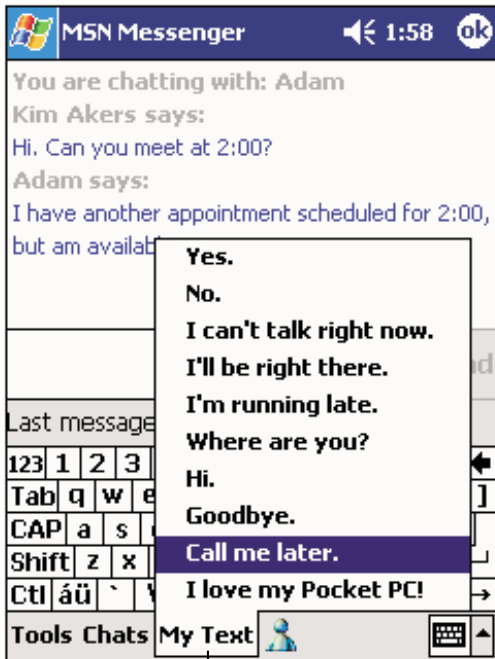 MSN Messenger 1:58 ok
You are chatting with: Adam
Kim Akers says:
Hi. Can you meet at 2:00?
Adam says:
I have another appointment scheduled for 2:00,
but am
Yes.
No.
I can't talk right now.
I'll be right there.
I'm running late.
Where are you?
Hi.
Goodbye.
Call me later.
I love my Pocket PC!
Last message
123 1 2 3
Tab q w e ]
CAP a s
Shift z x
Ctl áü `
Tools Chats My Text